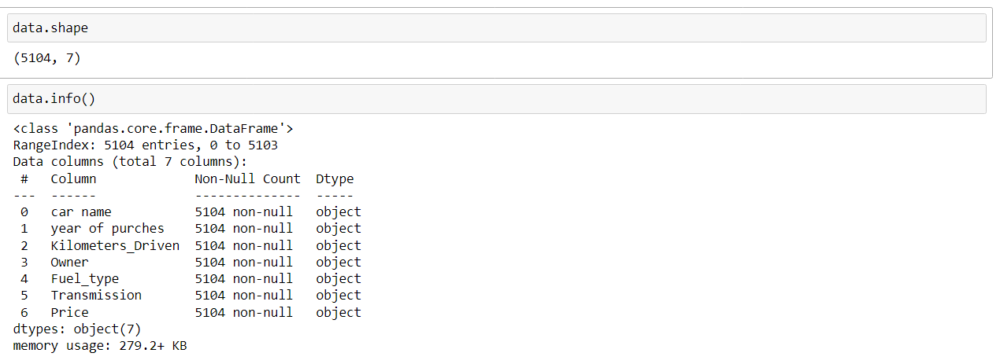 data.shape
(5104, 7)
data.info()
<class 'pandas.core.frame.DataFrame'>
RangeIndex: 5104 entries, 0 to 5103
Data columns (total 7 columns):
 #   Column             Non-Null Count  Dtype
---  ------             --------------  -----
 0   car name           5104 non-null   object
 1   year of purches    5104 non-null   object
 2   Kilometers_Driven  5104 non-null   object
 3   Owner              5104 non-null   object
 4   Fuel_type          5104 non-null   object
 5   Transmission       5104 non-null   object
 6   Price              5104 non-null   object
dtypes: object(7)
memory usage: 279.2+ KB